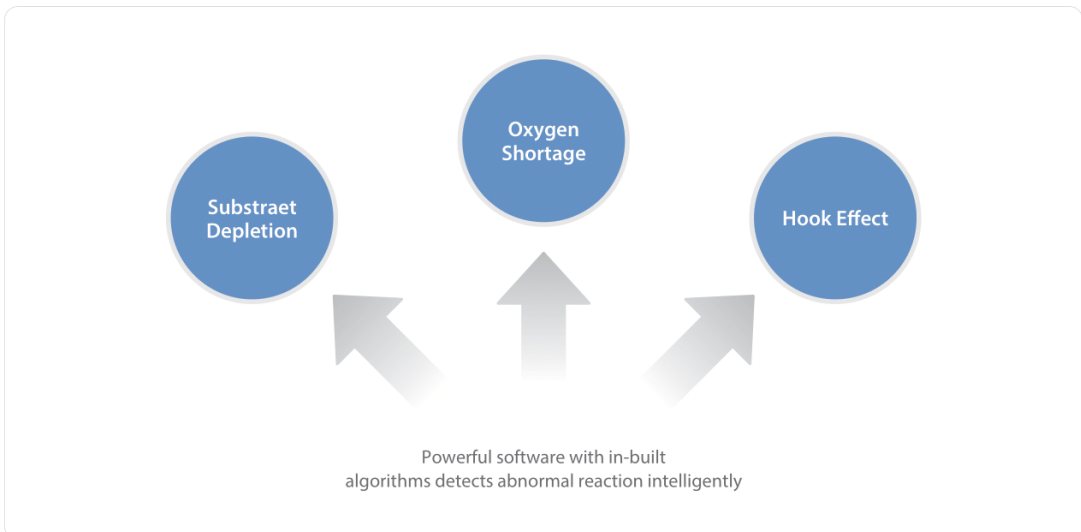 Oxygen
Shortage
Substraet
Depletion
Hook Effect
Powerful software with in-built
algorithms detects abnormal reaction intelligently